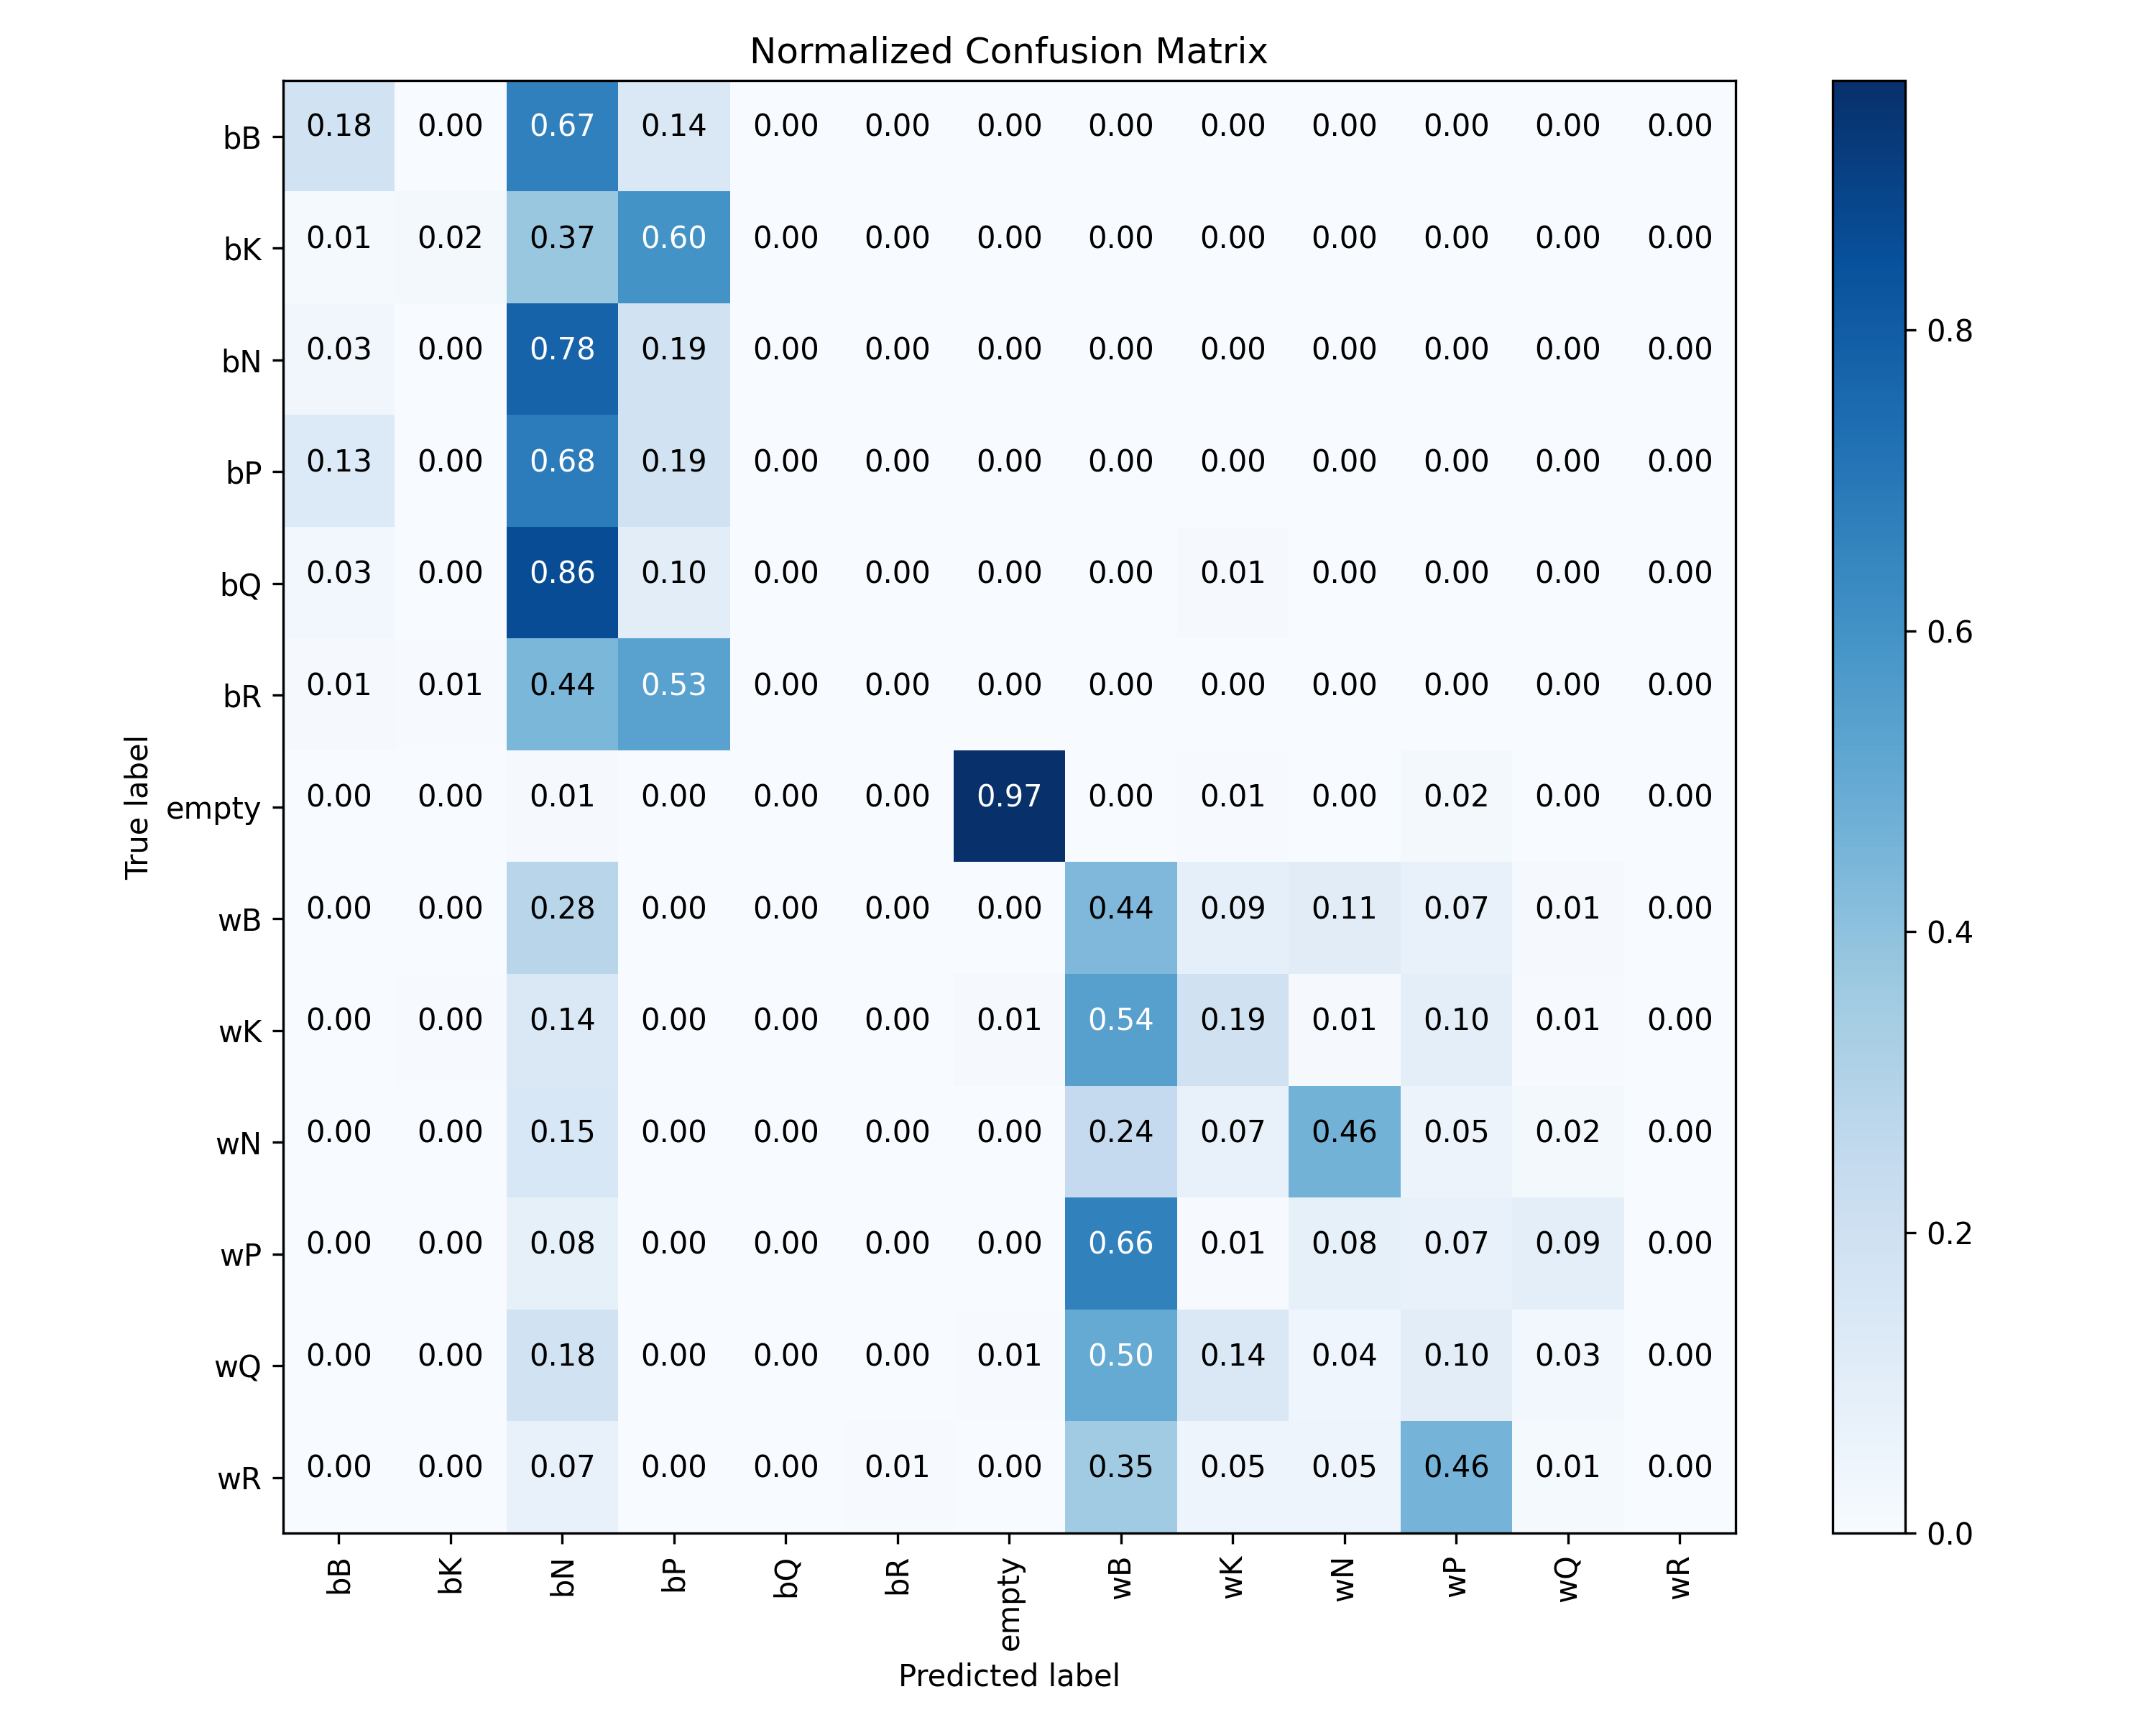 Normalized Confusion Matrix
bB 0.18 0.00 0.67 0.14 0.00 0.00 0.00 0.00 0.00 0.00 0.00 0.00 0.00
bK 0.01 0.02 0.37 0.60 0.00 0.00 0.00 0.00 0.00 0.00 0.00 0.00 0.00
bN 0.03 0.00 0.78 0.19 0.00 0.00 0.00 0.00 0.00 0.00 0.00 0.00 0.00
bP 0.13 0.00 0.68 0.19 0.00 0.00 0.00 0.00 0.00 0.00 0.00 0.00 0.00
bQ 0.03 0.00 0.86 0.10 0.00 0.00 0.00 0.00 0.01 0.00 0.00 0.00 0.00
bR 0.01 0.01 0.44 0.53 0.00 0.00 0.00 0.00 0.00 0.00 0.00 0.00 0.00
empty 0.00 0.00 0.01 0.00 0.00 0.00 0.97 0.00 0.01 0.00 0.02 0.00 0.00
wB 0.00 0.00 0.28 0.00 0.00 0.00 0.00 0.44 0.09 0.11 0.07 0.01 0.00
wK 0.00 0.00 0.14 0.00 0.00 0.00 0.01 0.54 0.19 0.01 0.10 0.01 0.00
wN 0.00 0.00 0.15 0.00 0.00 0.00 0.00 0.24 0.07 0.46 0.05 0.02 0.00
wP 0.00 0.00 0.08 0.00 0.00 0.00 0.00 0.66 0.01 0.08 0.07 0.09 0.00
wQ 0.00 0.00 0.18 0.00 0.00 0.00 0.01 0.50 0.14 0.04 0.10 0.03 0.00
wR 0.00 0.00 0.07 0.00 0.00 0.01 0.00 0.35 0.05 0.05 0.46 0.01 0.00
bB bK bN bP bQ bR empty wB wK wN wP wQ wR
Predicted label
True label
0.8
0.6
0.4
0.2
0.0